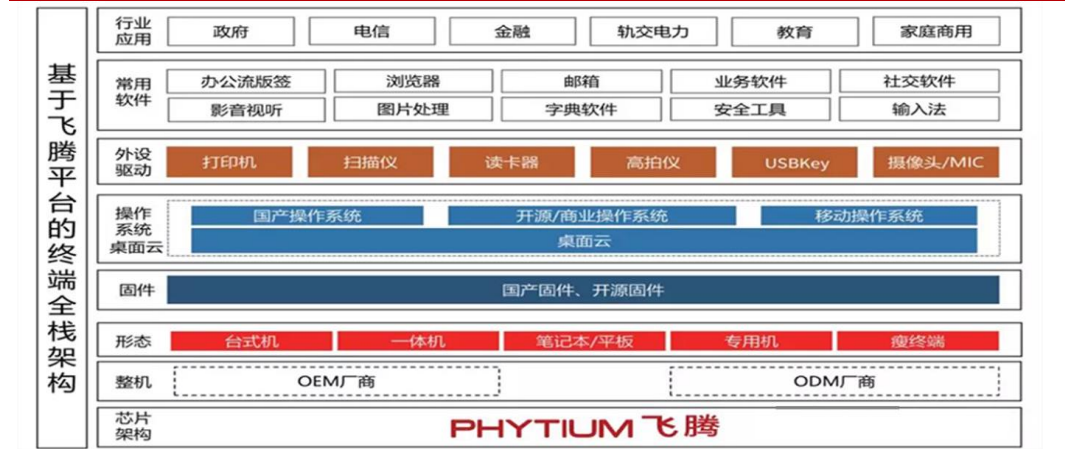 基于飞腾平台的终端全栈架构
行业应用
政府 电信 金融 轨交电力 教育 家庭商用
常用软件
办公流版签 浏览器 邮箱 业务软件 社交软件
影音视听 图片处理 字典软件 安全工具 输入法
外设驱动
打印机 扫描仪 读卡器 高拍仪 USBKey 摄像头/MIC
操作系统桌面云
国产操作系统 开源/商业操作系统 移动操作系统
桌面云
固件
国产固件、开源固件
形态
台式机 一体机 笔记本/平板 专用机 瘦终端
整机
OEM厂商 ODM厂商
芯片架构
PHYTIUM飞腾